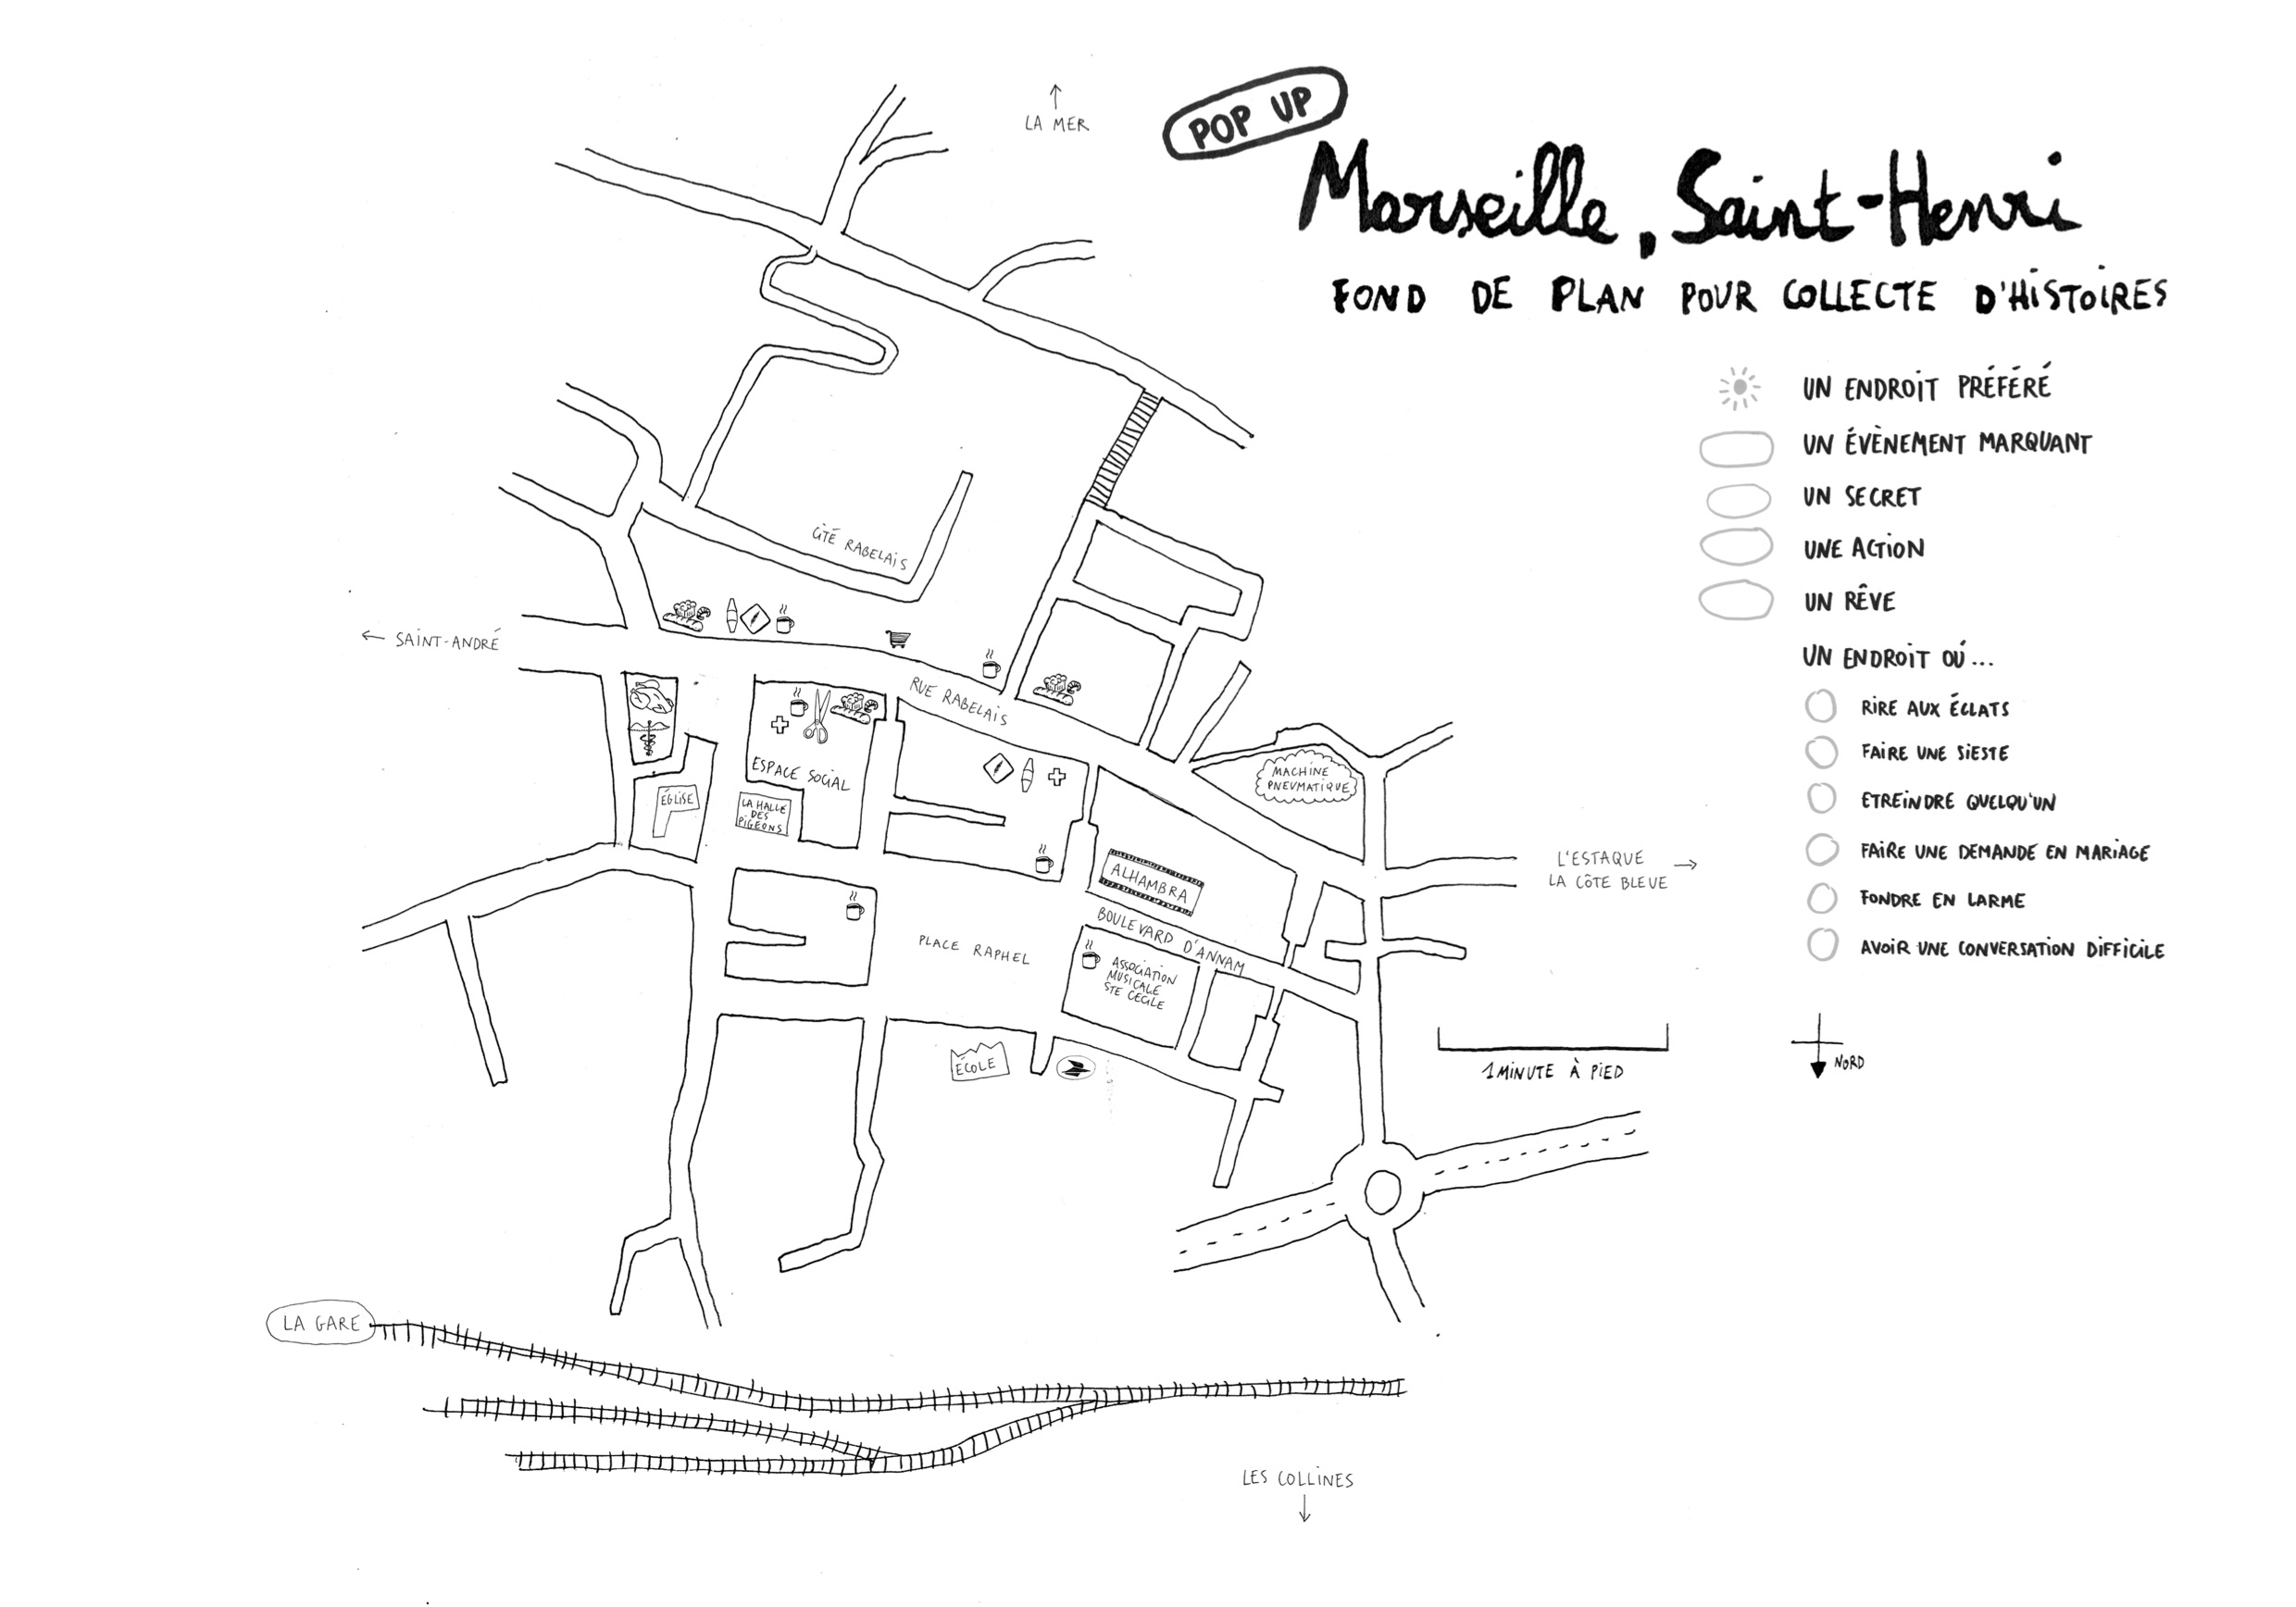 POP UP
Marseille, Saint-Henri
FOND DE PLAN POUR COLLECTE D'HISTOIRES
UN ENDROIT PRÉFÉRÉ
UN ÉVÈNEMENT MARQUANT
UN SECRET
UNE ACTION
UN RÊVE
UN ENDROIT OÚ...
RIRE AUX ÉCLATS
FAIRE UNE SIESTE
ETREINDRE QUELQU'UN
FAIRE UNE DEMANDE EN MARIAGE
FONDRE EN LARME
AVOIR UNE CONVERSATION DIFFICILE
1 MINUTE À PIED
NORD
↑
LA MER
CITÉ RABELAIS
← SAINT-ANDRÉ
RUE RABELAIS
ESPACE SOCIAL
ÉGLISE
LA HALLE
DES
PIGEONS
MACHINE
PNEUMATIQUE
ALHAMBRA
L'ESTAQUE →
LA CÔTE BLEUE
BOULEVARD D'ANNAM
PLACE RAPHEL
ASSOCIATION
MUSICALE
STE CECILE
ÉCOLE
LA GARE
LES COLLINES
↓